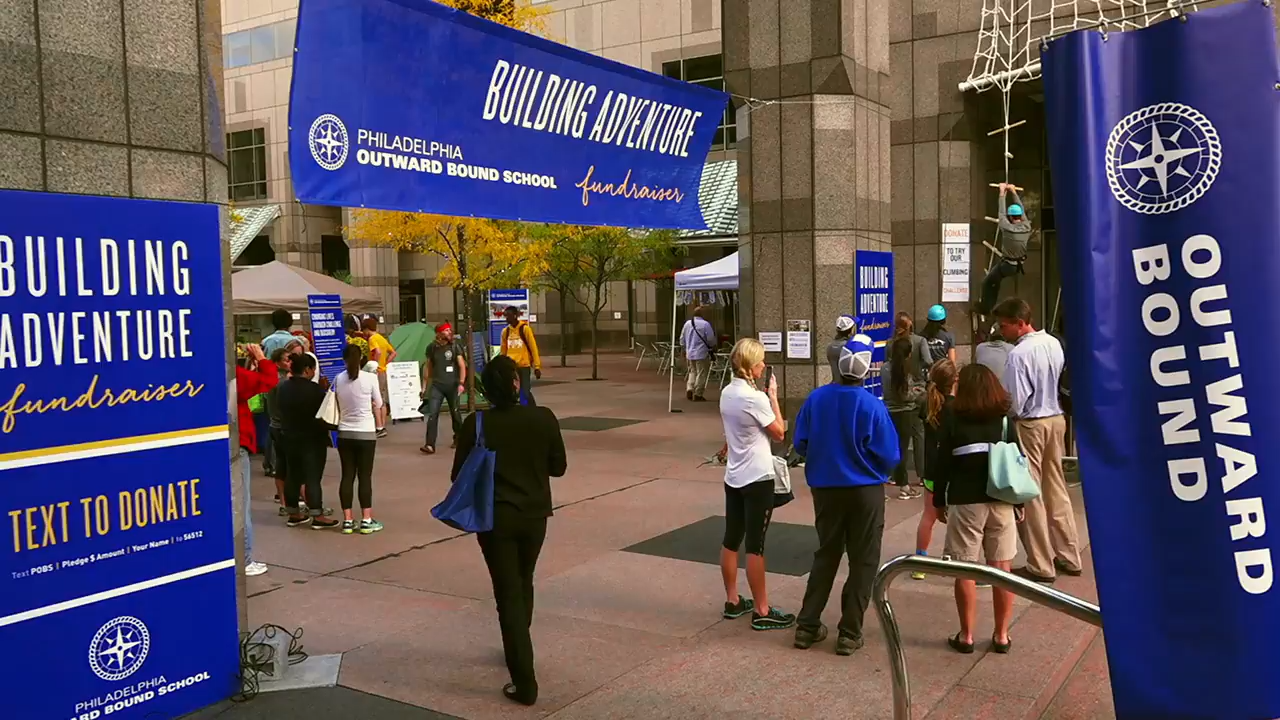 BUILDING ADVENTURE
PHILADELPHIA
OUTWARD BOUND SCHOOL
fundraiser
BUILDING
ADVENTURE
fundraiser
TEXT TO DONATE
Text POBS | Pledge $ Amount | Your Name | to 56512
PHILADELPHIA
ARD BOUND SCHOOL
BUILDING
ADVENTURE
fundraiser
DONATE
TO TRY
OUR
CLIMBING
CHALLENGE
OUTWARD
BOUND